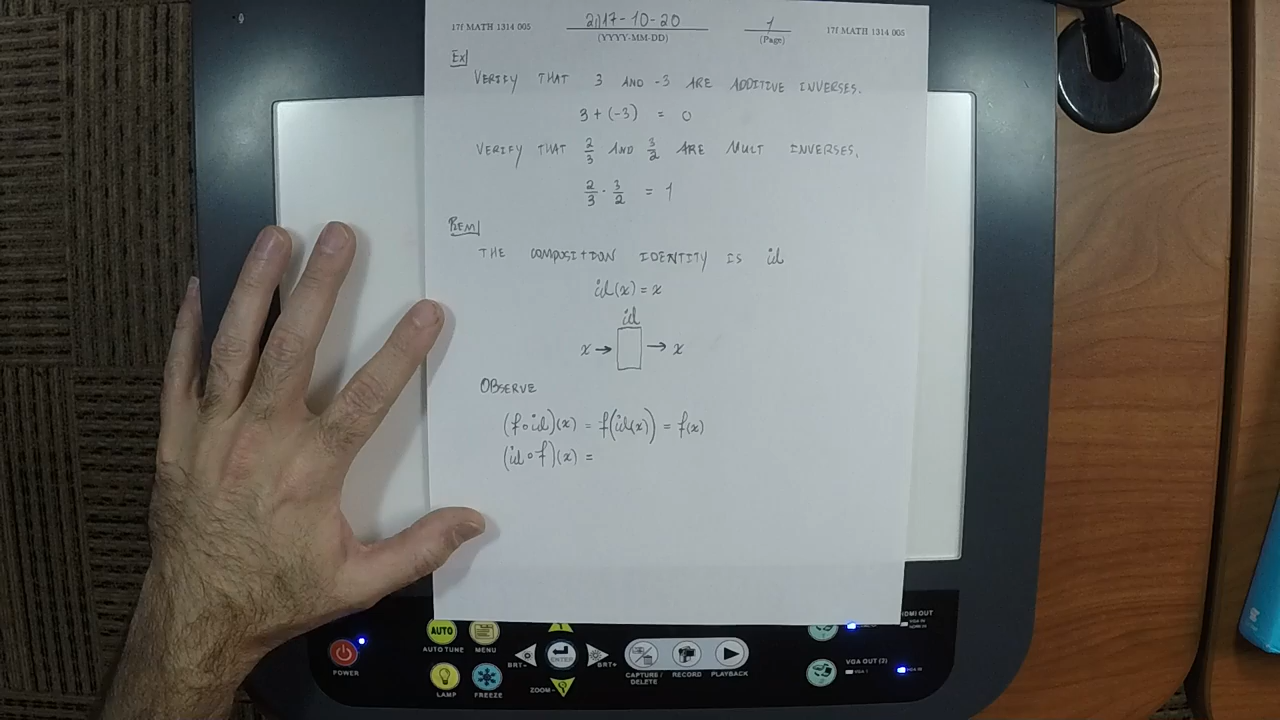 17f MATH 1314 005 2017-10-20 1 17f MATH 1314 005
(YYYY-MM-DD) (Page)
Ex
VERIFY THAT 3 AND -3 ARE ADDITIVE INVERSES.
3 + (-3) = 0
VERIFY THAT 2/3 AND 3/2 ARE MULT INVERSES.
2/3 · 3/2 = 1
REM
THE COMPOSITION IDENTITY IS id
id(x) = x
id
x → → x
OBSERVE
(f∘id)(x) = f(id(x)) = f(x)
(id∘f)(x) =
POWER
AUTO
AUTO TUNE
MENU
LAMP
FREEZE
BRT-
ENTER
BRT+
ZOOM-
CAPTURE/
DELETE
RECORD
PLAYBACK
HDMI OUT
VGA OUT (2)